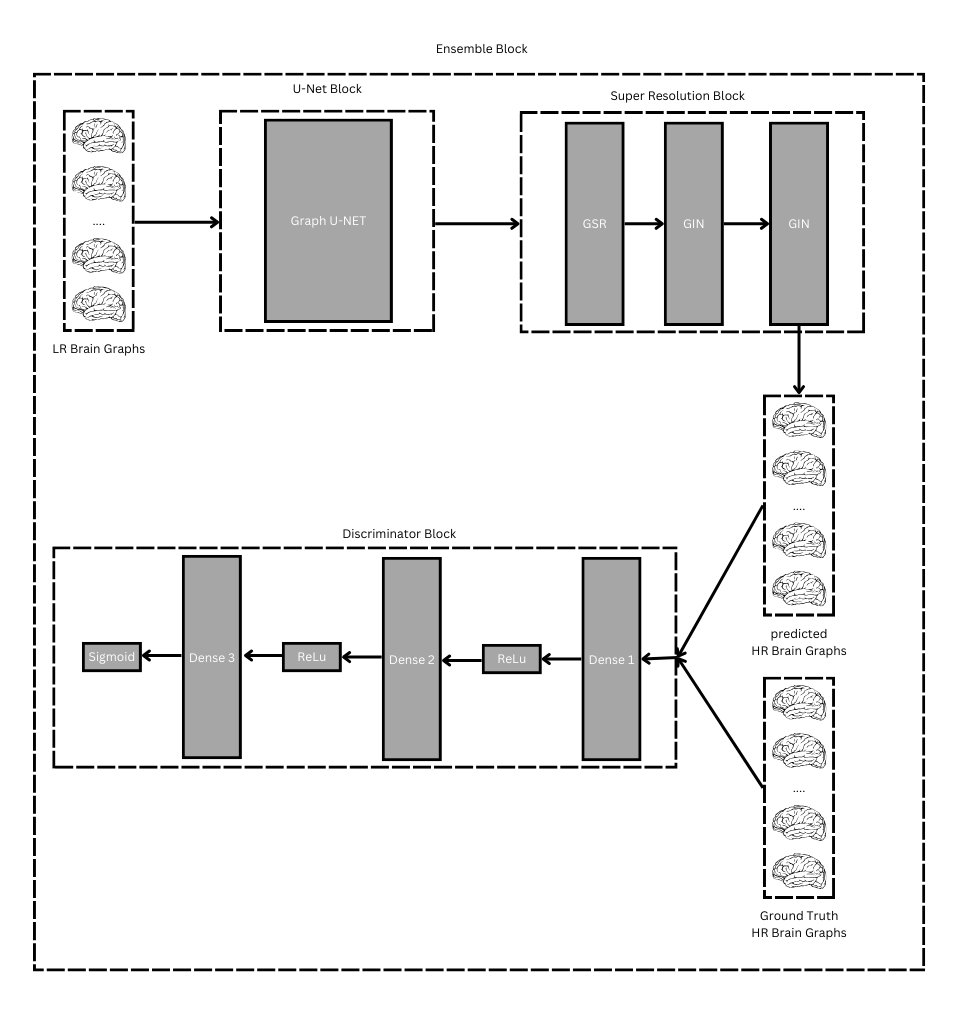 Ensemble Block
U-Net Block
Super Resolution Block
Graph U-NET
GSR
GIN
GIN
....
LR Brain Graphs
....
predicted
HR Brain Graphs
Discriminator Block
Sigmoid
Dense 3
ReLu
Dense 2
ReLu
Dense 1
....
Ground Truth
HR Brain Graphs